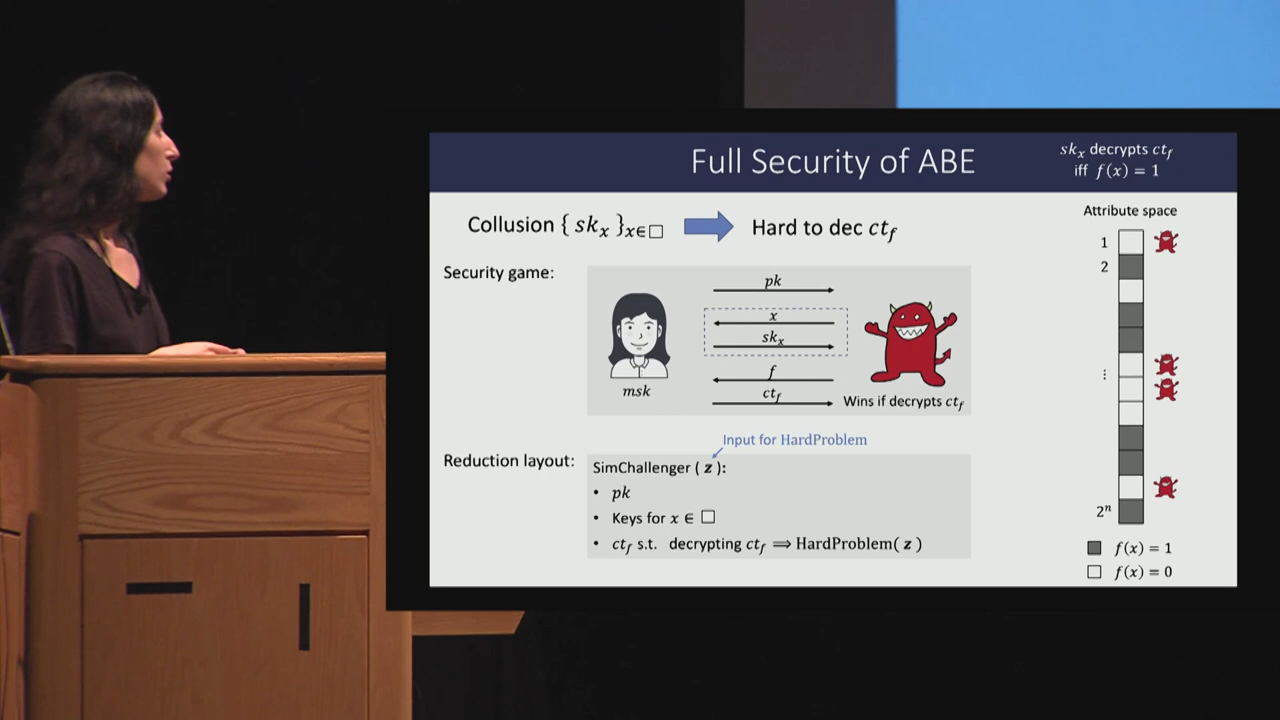 Full Security of ABE
sk_x decrypts ct_f
iff f(x) = 1
Collusion { sk_x }_{x∈□}
Hard to dec ct_f
Attribute space
1
2
⋮
2ⁿ
f(x) = 1
f(x) = 0
Security game:
pk
x
sk_x
f
ct_f
msk
Wins if decrypts ct_f
Input for HardProblem
Reduction layout:
SimChallenger ( z ):
• pk
• Keys for x ∈ □
• ct_f s.t. decrypting ct_f ⟹ HardProblem( z )